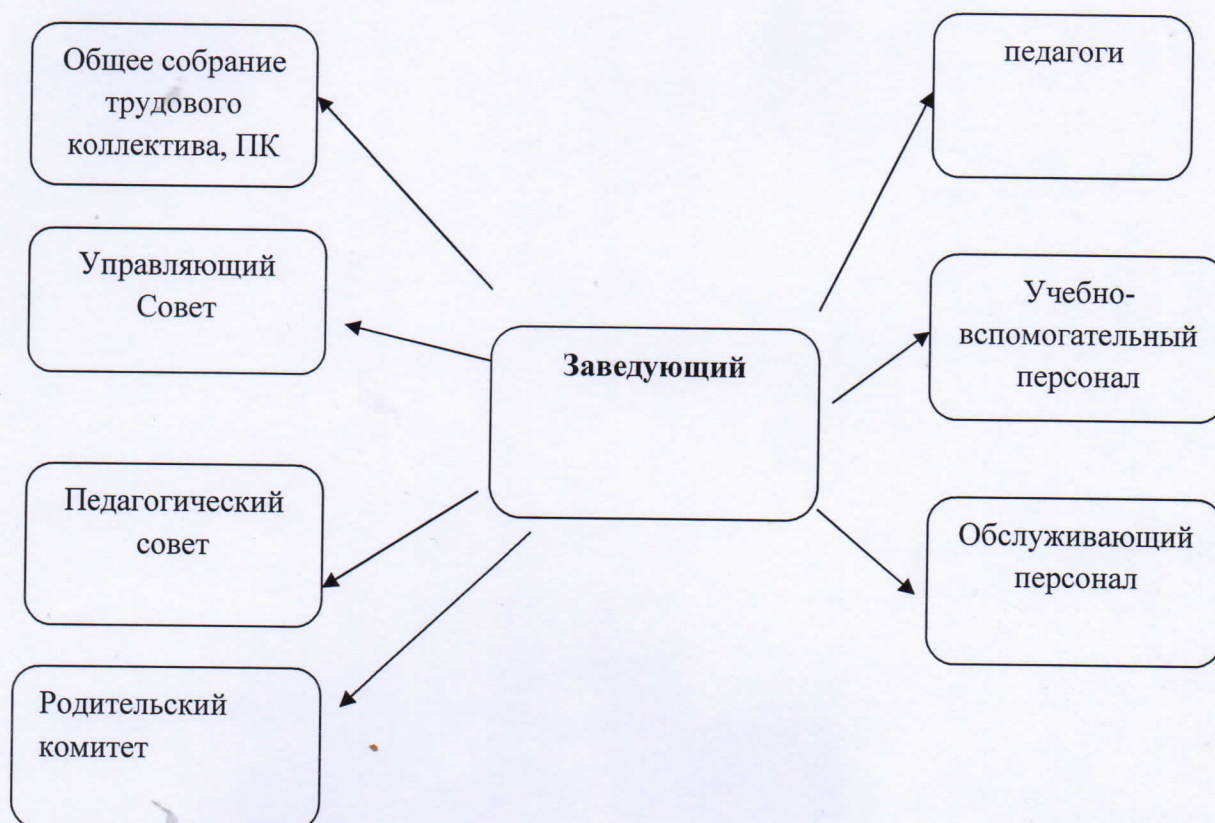 Общее собрание
трудового
коллектива, ПК
Управляющий
Совет
Педагогический
совет
Родительский
комитет
Заведующий
педагоги
Учебно-
вспомогательный
персонал
Обслуживающий
персонал